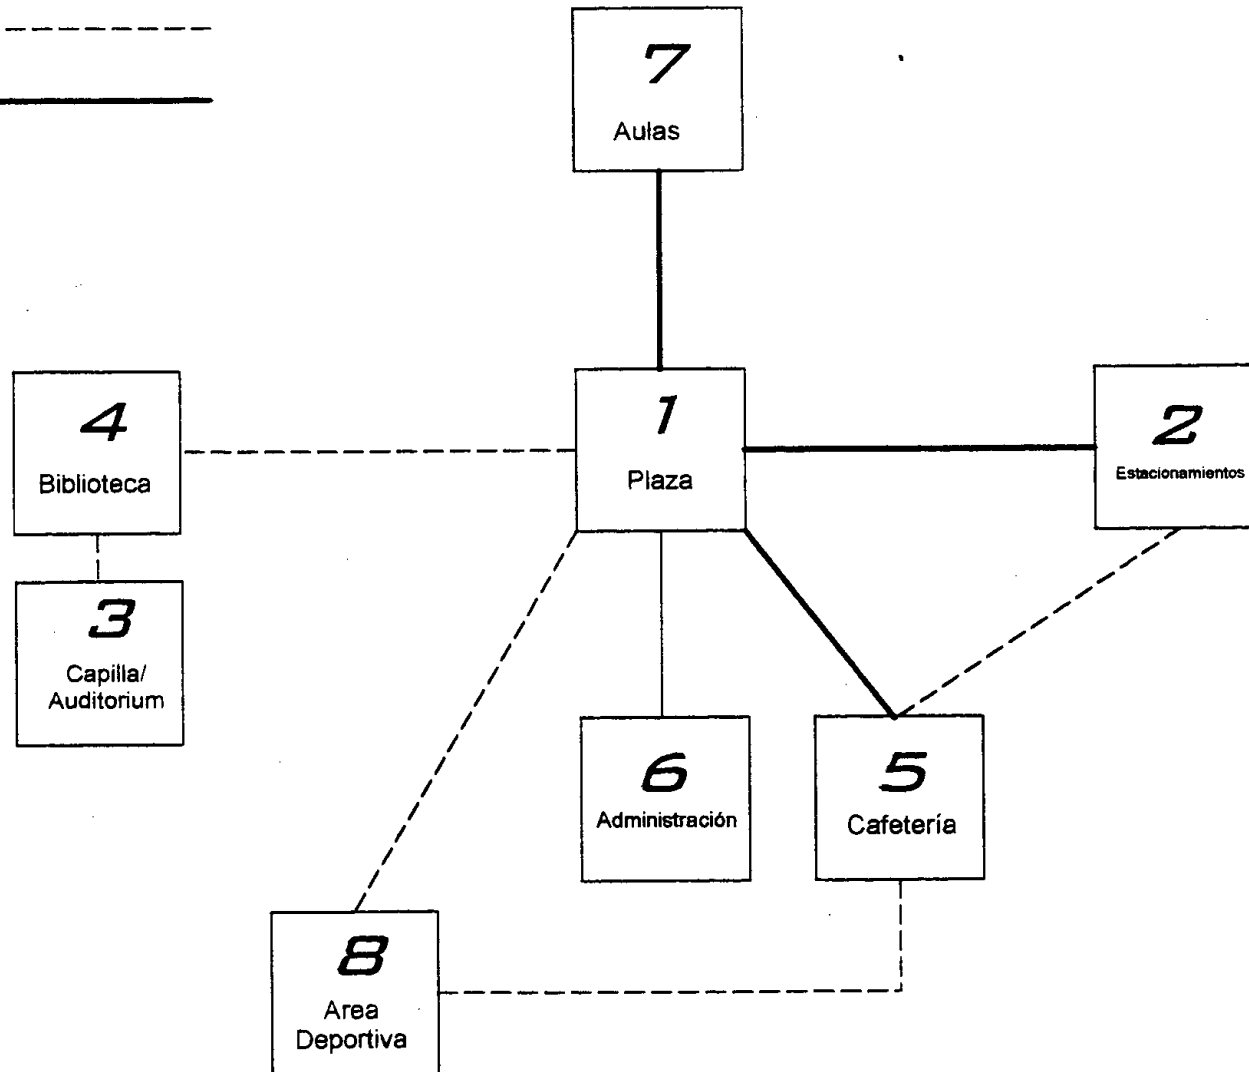 7
Aulas
4
Biblioteca
1
Plaza
2
Estacionamientos
3
Capilla/
Auditorium
6
Administración
5
Cafetería
8
Area
Deportiva